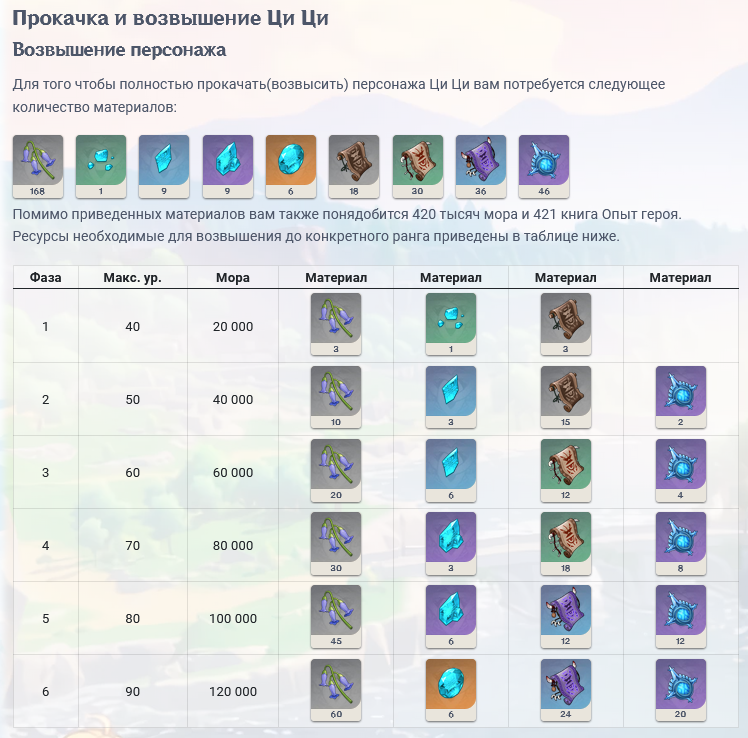 Прокачка и возвышение Ци Ци
Возвышение персонажа
Для того чтобы полностью прокачать(возвысить) персонажа Ци Ци вам потребуется следующее
количество материалов:
168 1 9 9 6 18 30 36 46
Помимо приведенных материалов вам также понядобится 420 тысяч мора и 421 книга Опыт героя.
Ресурсы необходимые для возвышения до конкретного ранга приведены в таблице ниже.
Фаза Макс. ур. Мора Материал Материал Материал Материал
1 40 20 000
3 1 3
2 50 40 000
10 3 15 2
3 60 60 000
20 6 12 4
4 70 80 000
30 3 18 8
5 80 100 000
45 6 12 12
6 90 120 000
60 6 24 20